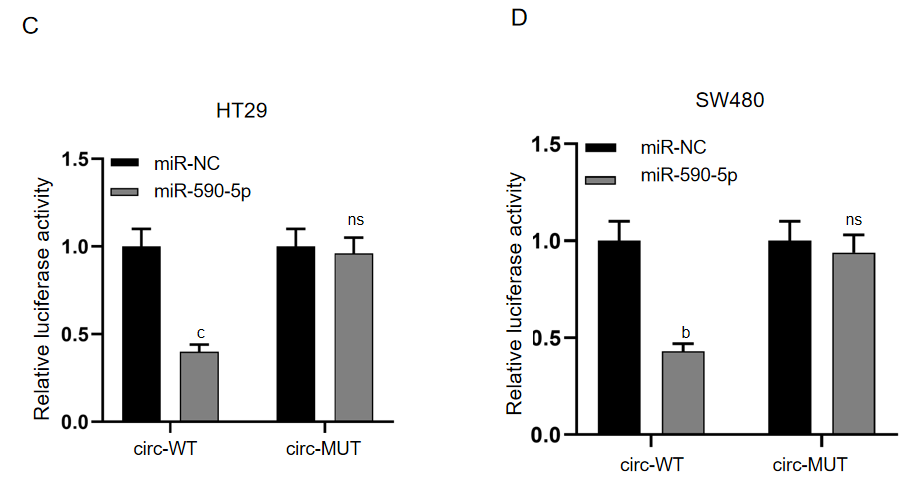 C
HT29
Relative luciferase activity
1.5
1.0
0.5
0.0
miR-NC
miR-590-5p
c
ns
circ-WT
circ-MUT
D
SW480
Relative luciferase activity
1.5
1.0
0.5
0.0
miR-NC
miR-590-5p
b
ns
circ-WT
circ-MUT